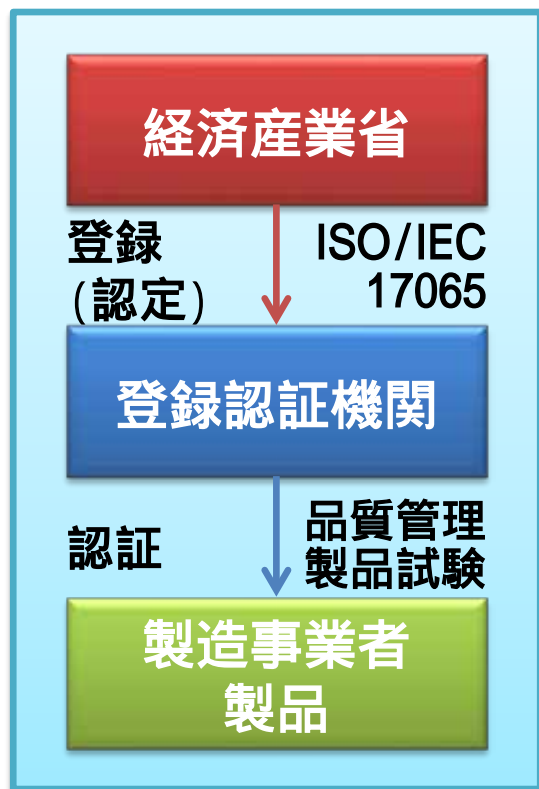 経済産業省
登録
(認定)
ISO/IEC
17065
登録認証機関
認証
品質管理
製品試験
製造事業者
製品